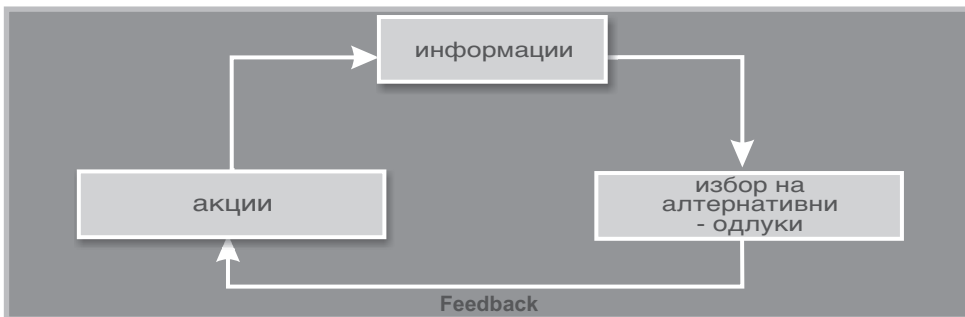 информации
акции
избор на
алтернативни
- одлуки
Feedback